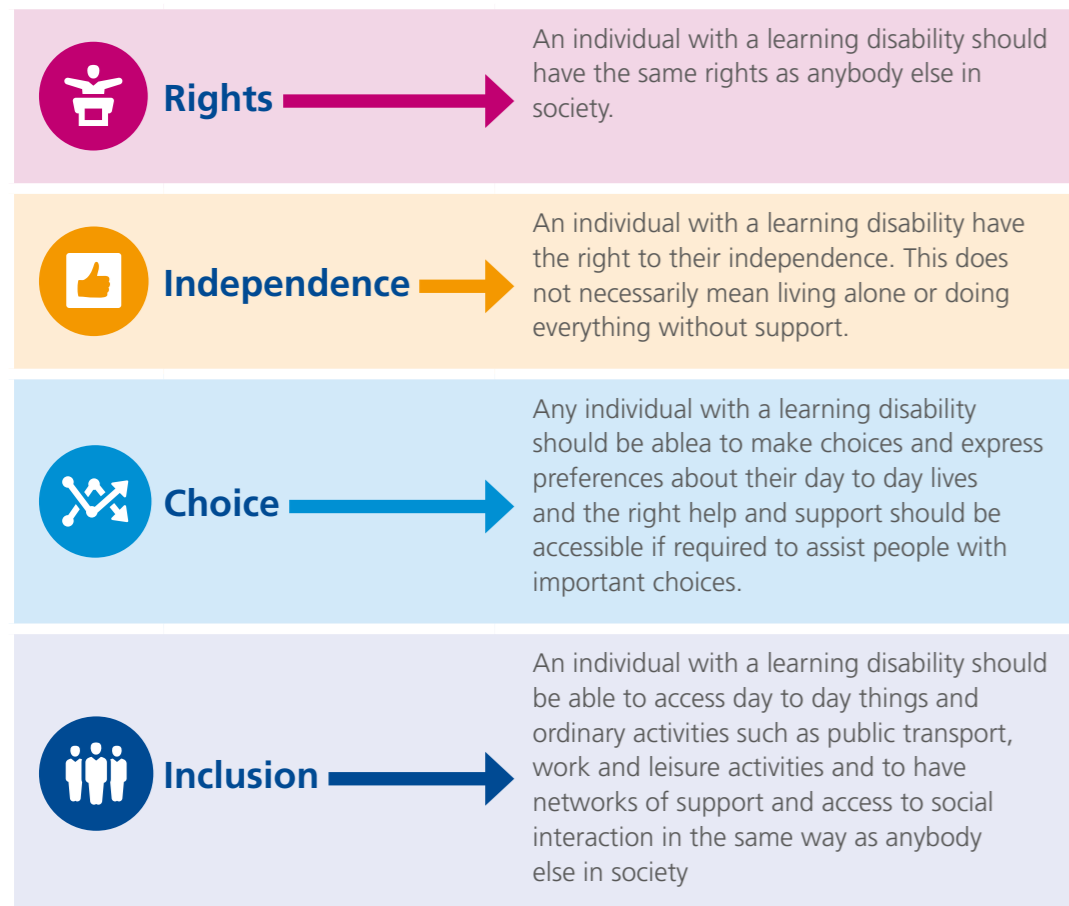 Rights
An individual with a learning disability should
have the same rights as anybody else in
society.
Independence
An individual with a learning disability have
the right to their independence. This does
not necessarily mean living alone or doing
everything without support.
Choice
Any individual with a learning disability
should be ablea to make choices and express
preferences about their day to day lives
and the right help and support should be
accessible if required to assist people with
important choices.
Inclusion
An individual with a learning disability should
be able to access day to day things and
ordinary activities such as public transport,
work and leisure activities and to have
networks of support and access to social
interaction in the same way as anybody
else in society